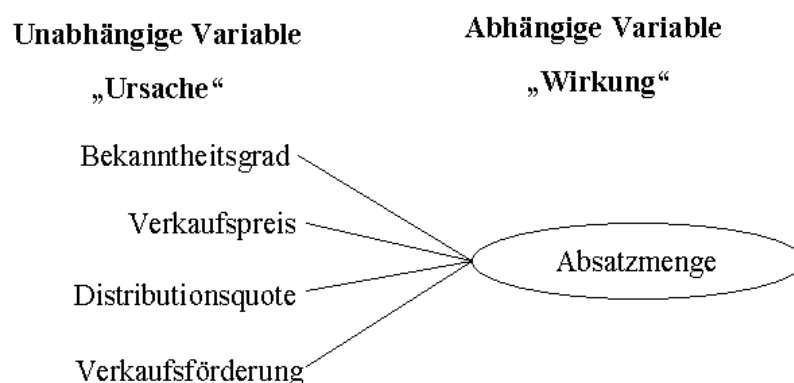 Unabhängige Variable
„Ursache“
Abhängige Variable
„Wirkung“
Bekanntheitsgrad
Verkaufspreis
Distributionsquote
Verkaufsförderung
Absatzmenge